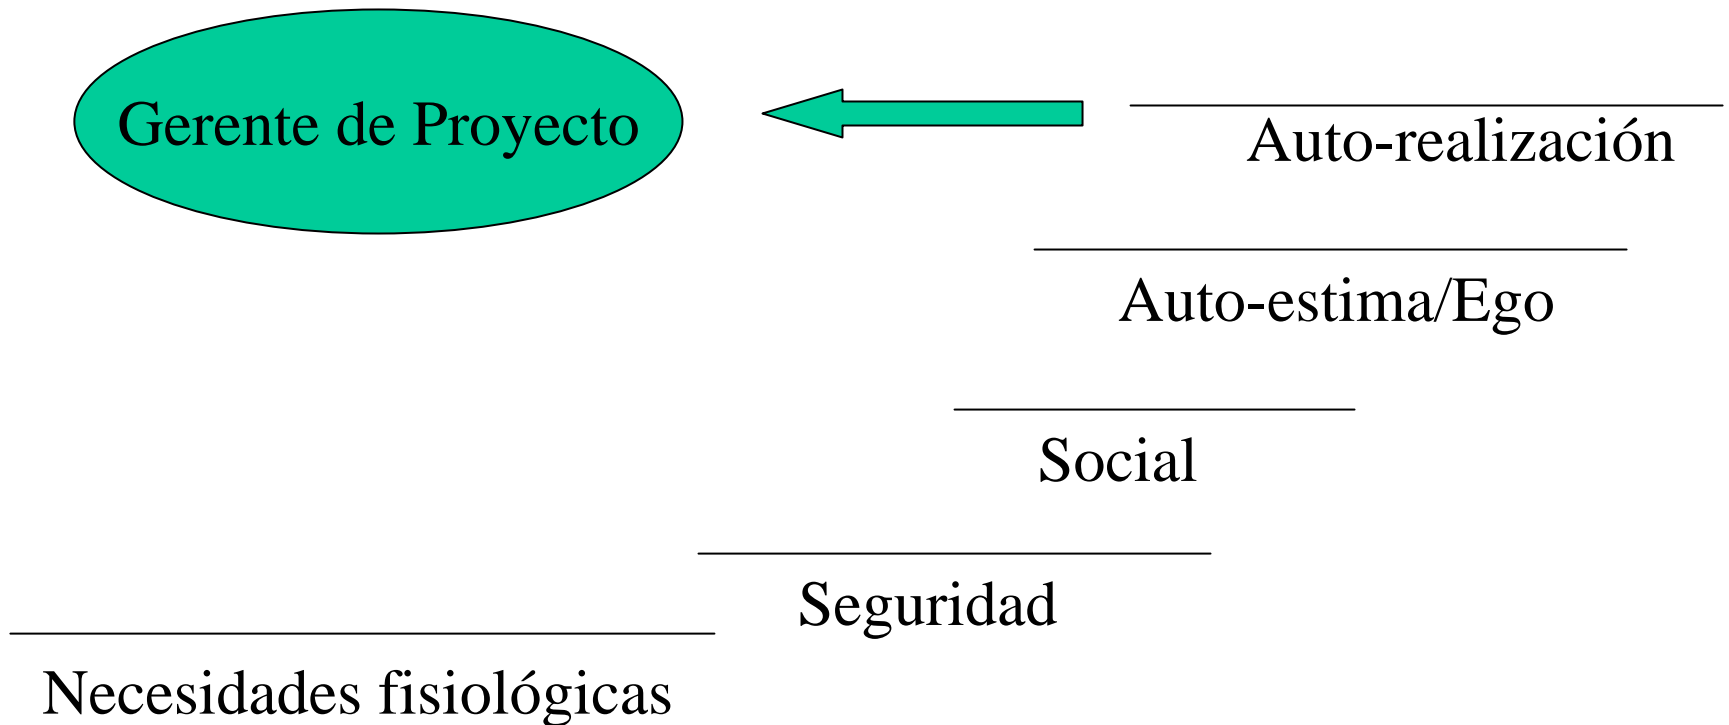 Gerente de Proyecto
Auto-realización
Auto-estima/Ego
Social
Seguridad
Necesidades fisiológicas